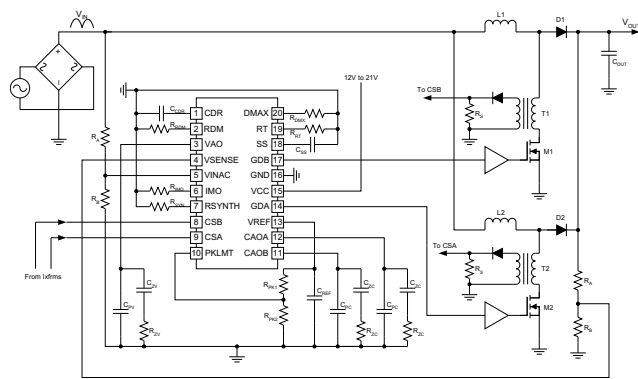 V_IN
L1
D1
V_OUT
C_OUT
12V to 21V
To CSB
R_S
T1
M1
C_CDR
R_RDM
R_A
R_B
R_IMO
R_SYN
1 CDR
2 RDM
3 VAO
4 VSENSE
5 VINAC
6 IMO
7 RSYNTH
8 CSB
9 CSA
10 PKLMT
DMAX 20
RT 19
SS 18
GDB 17
GND 16
VCC 15
GDA 14
VREF 13
CAOA 12
CAOB 11
R_DMX
R_RT
C_SS
L2
D2
To CSA
R_S
T2
M2
R_A
R_B
From Ixfrms
C_PV
C_ZV
R_ZV
R_PK1
R_PK2
C_REF
C_PC
C_ZC
R_ZC
C_PC
C_ZC
R_ZC